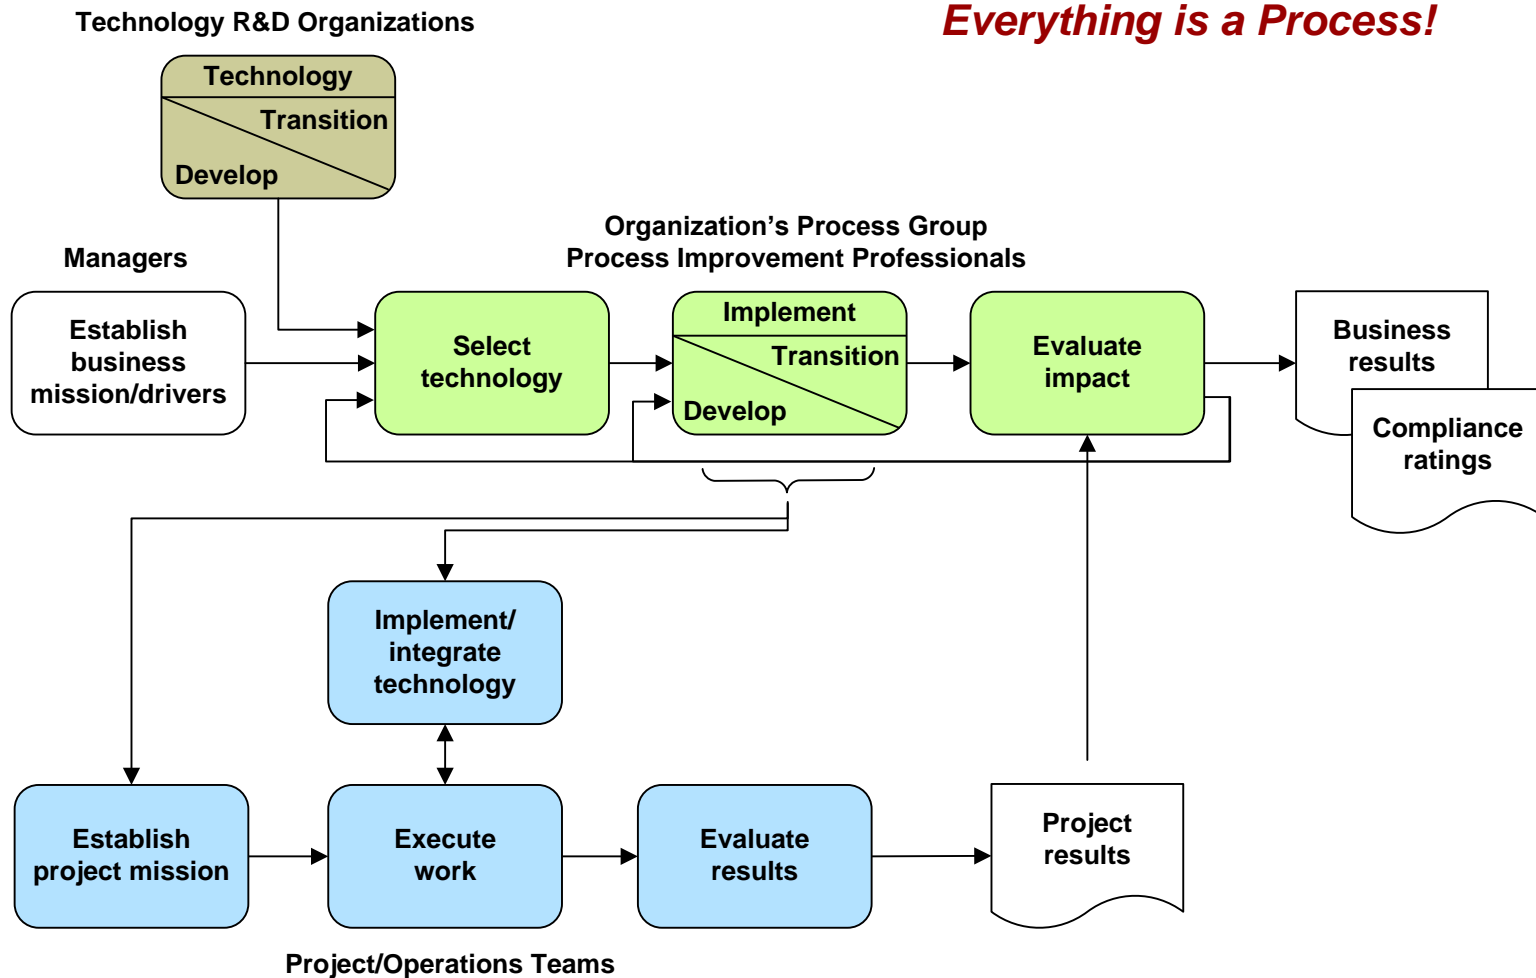 Technology R&D Organizations
Everything is a Process!
Technology
Transition
Develop
Managers
Organization’s Process Group
Process Improvement Professionals
Establish
business
mission/drivers
Select
technology
Implement
Transition
Develop
Evaluate
impact
Business
results
Compliance
ratings
Implement/
integrate
technology
Establish
project mission
Execute
work
Evaluate
results
Project
results
Project/Operations Teams